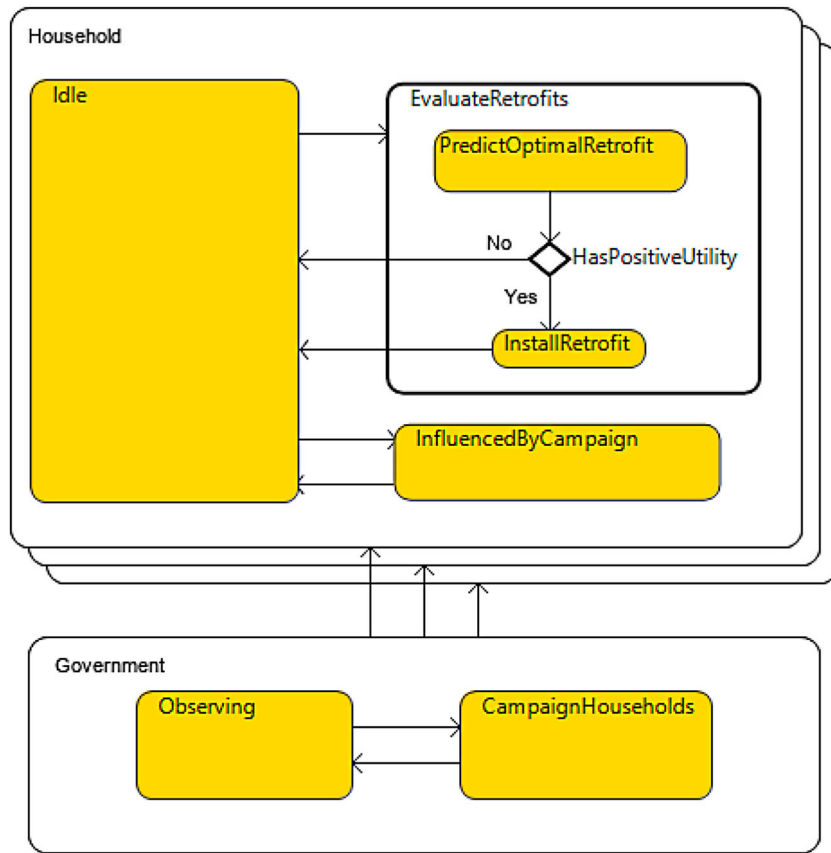 Household
Idle
EvaluateRetrofits
PredictOptimalRetrofit
No
HasPositiveUtility
Yes
InstallRetrofit
InfluencedByCampaign
Government
Observing
CampaignHouseholds